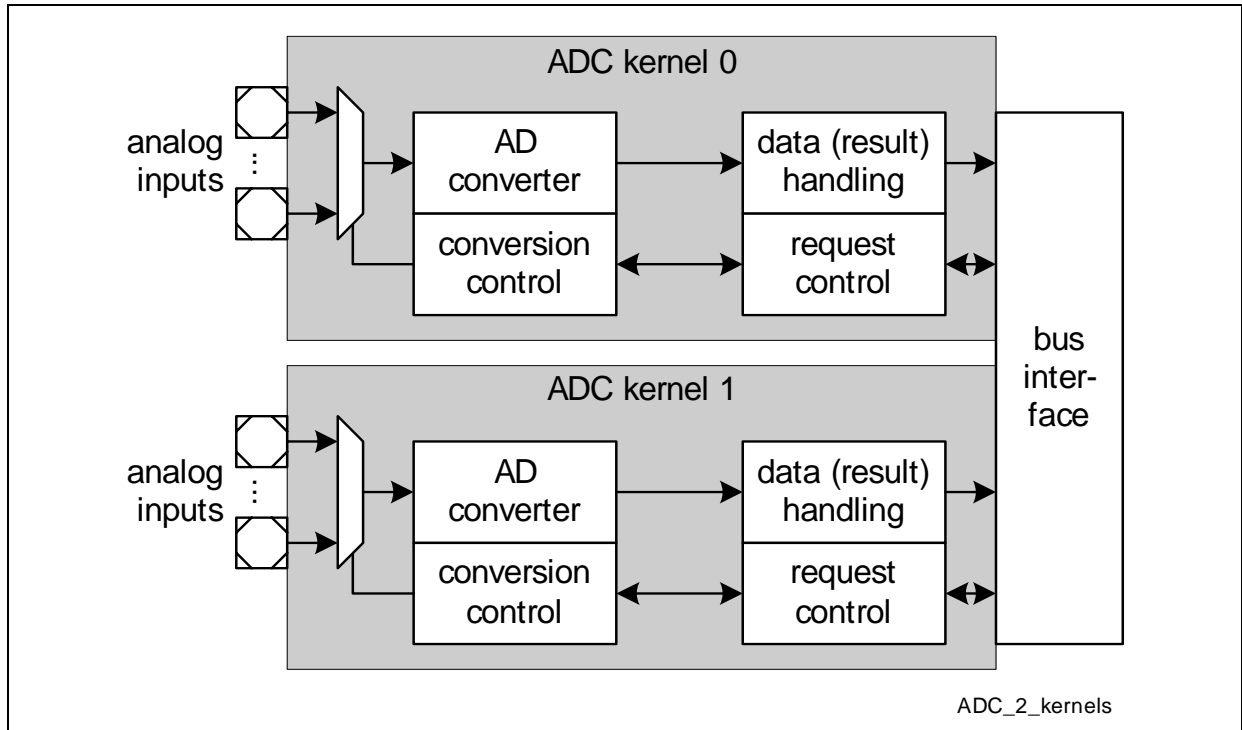 ADC kernel 0
analog
inputs
...
AD
converter
conversion
control
data (result)
handling
request
control
bus
inter-
face
ADC kernel 1
analog
inputs
...
AD
converter
conversion
control
data (result)
handling
request
control
ADC_2_kernels